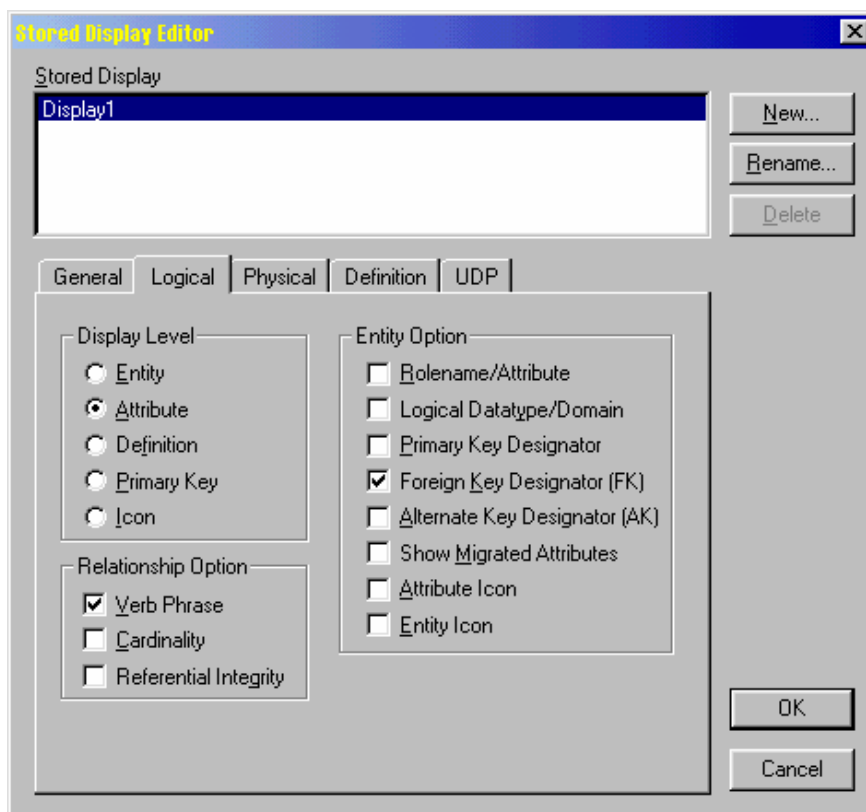 Stored Display Editor
Stored Display
Display1
New...
Rename...
Delete
General Logical Physical Definition UDP
Display Level
Entity
Attribute
Definition
Primary Key
Icon
Relationship Option
Verb Phrase
Cardinality
Referential Integrity
Entity Option
Rolename/Attribute
Logical Datatype/Domain
Primary Key Designator
Foreign Key Designator (FK)
Alternate Key Designator (AK)
Show Migrated Attributes
Attribute Icon
Entity Icon
OK
Cancel